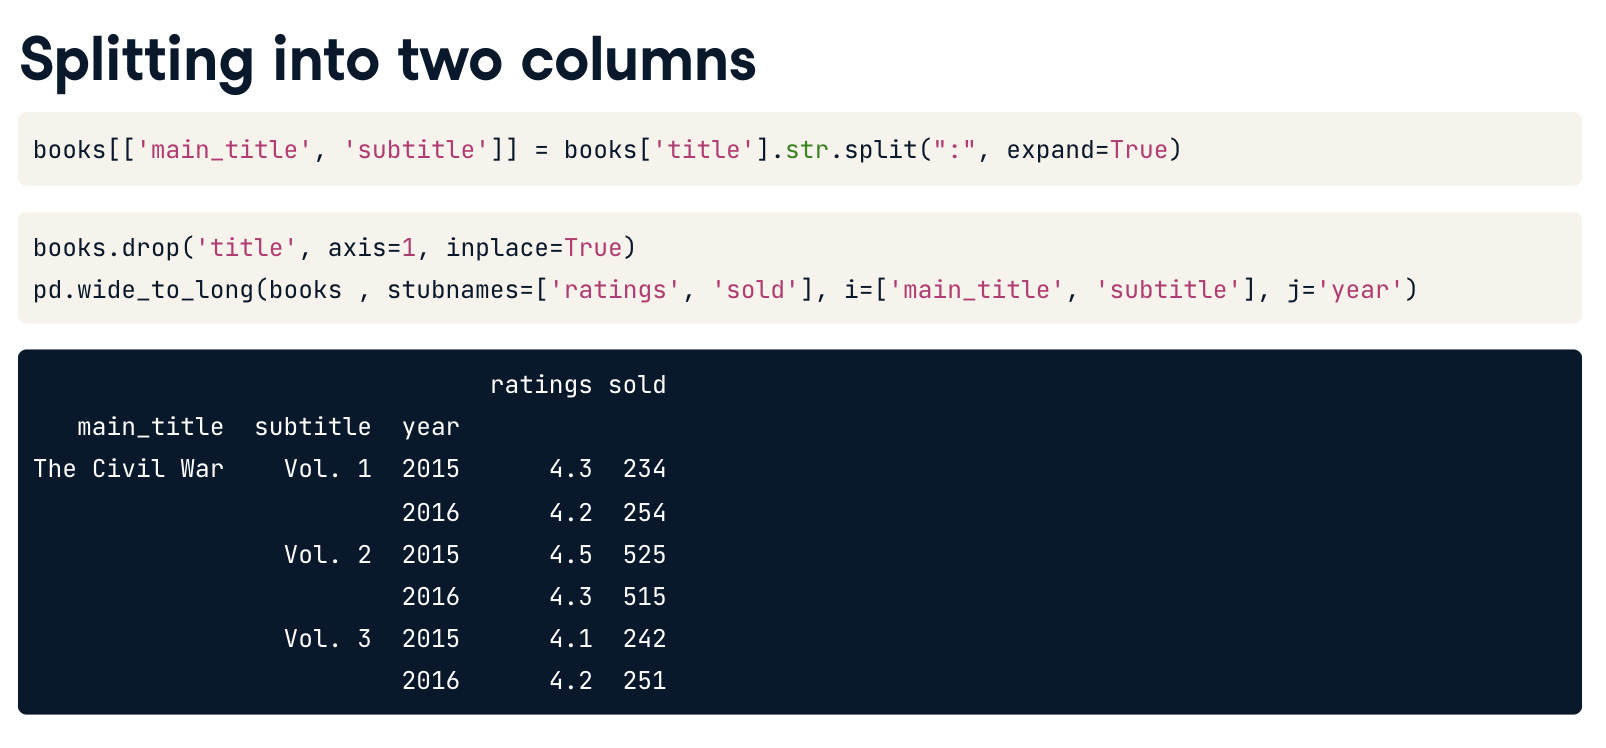 Splitting into two columns
books[['main_title', 'subtitle']] = books['title'].str.split(":", expand=True)
books.drop('title', axis=1, inplace=True)
pd.wide_to_long(books , stubnames=['ratings', 'sold'], i=['main_title', 'subtitle'], j='year')
                               ratings sold
   main_title  subtitle  year
The Civil War    Vol. 1  2015      4.3  234
                         2016      4.2  254
                 Vol. 2  2015      4.5  525
                         2016      4.3  515
                 Vol. 3  2015      4.1  242
                         2016      4.2  251